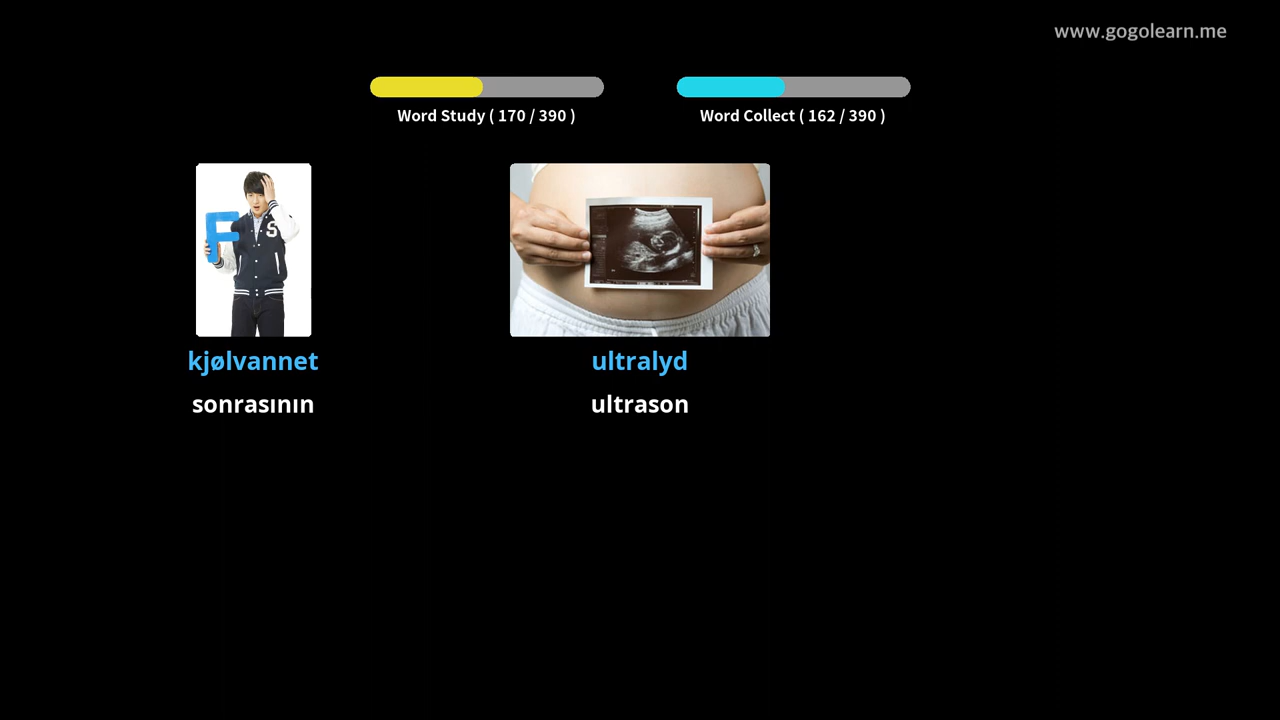 www.gogolearn.me
Word Study ( 170 / 390 )
Word Collect ( 162 / 390 )
F
S
kjølvannet
ultralyd
sonrasının
ultrason